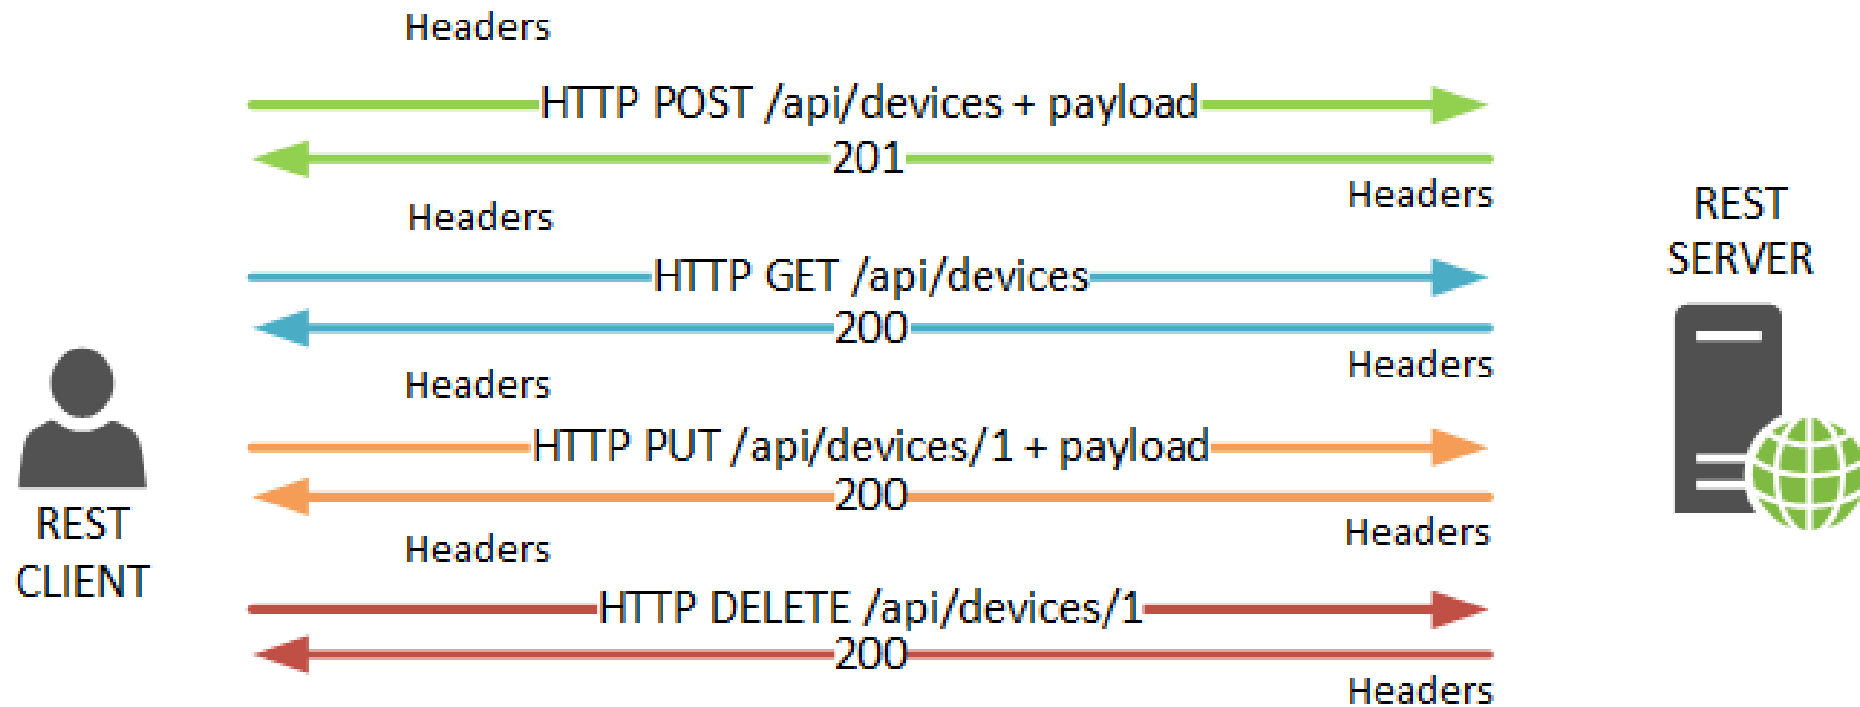 Headers
HTTP POST /api/devices + payload
201
Headers
Headers
HTTP GET /api/devices
200
Headers
Headers
HTTP PUT /api/devices/1 + payload
200
Headers
Headers
HTTP DELETE /api/devices/1
200
Headers
REST
CLIENT
REST
SERVER